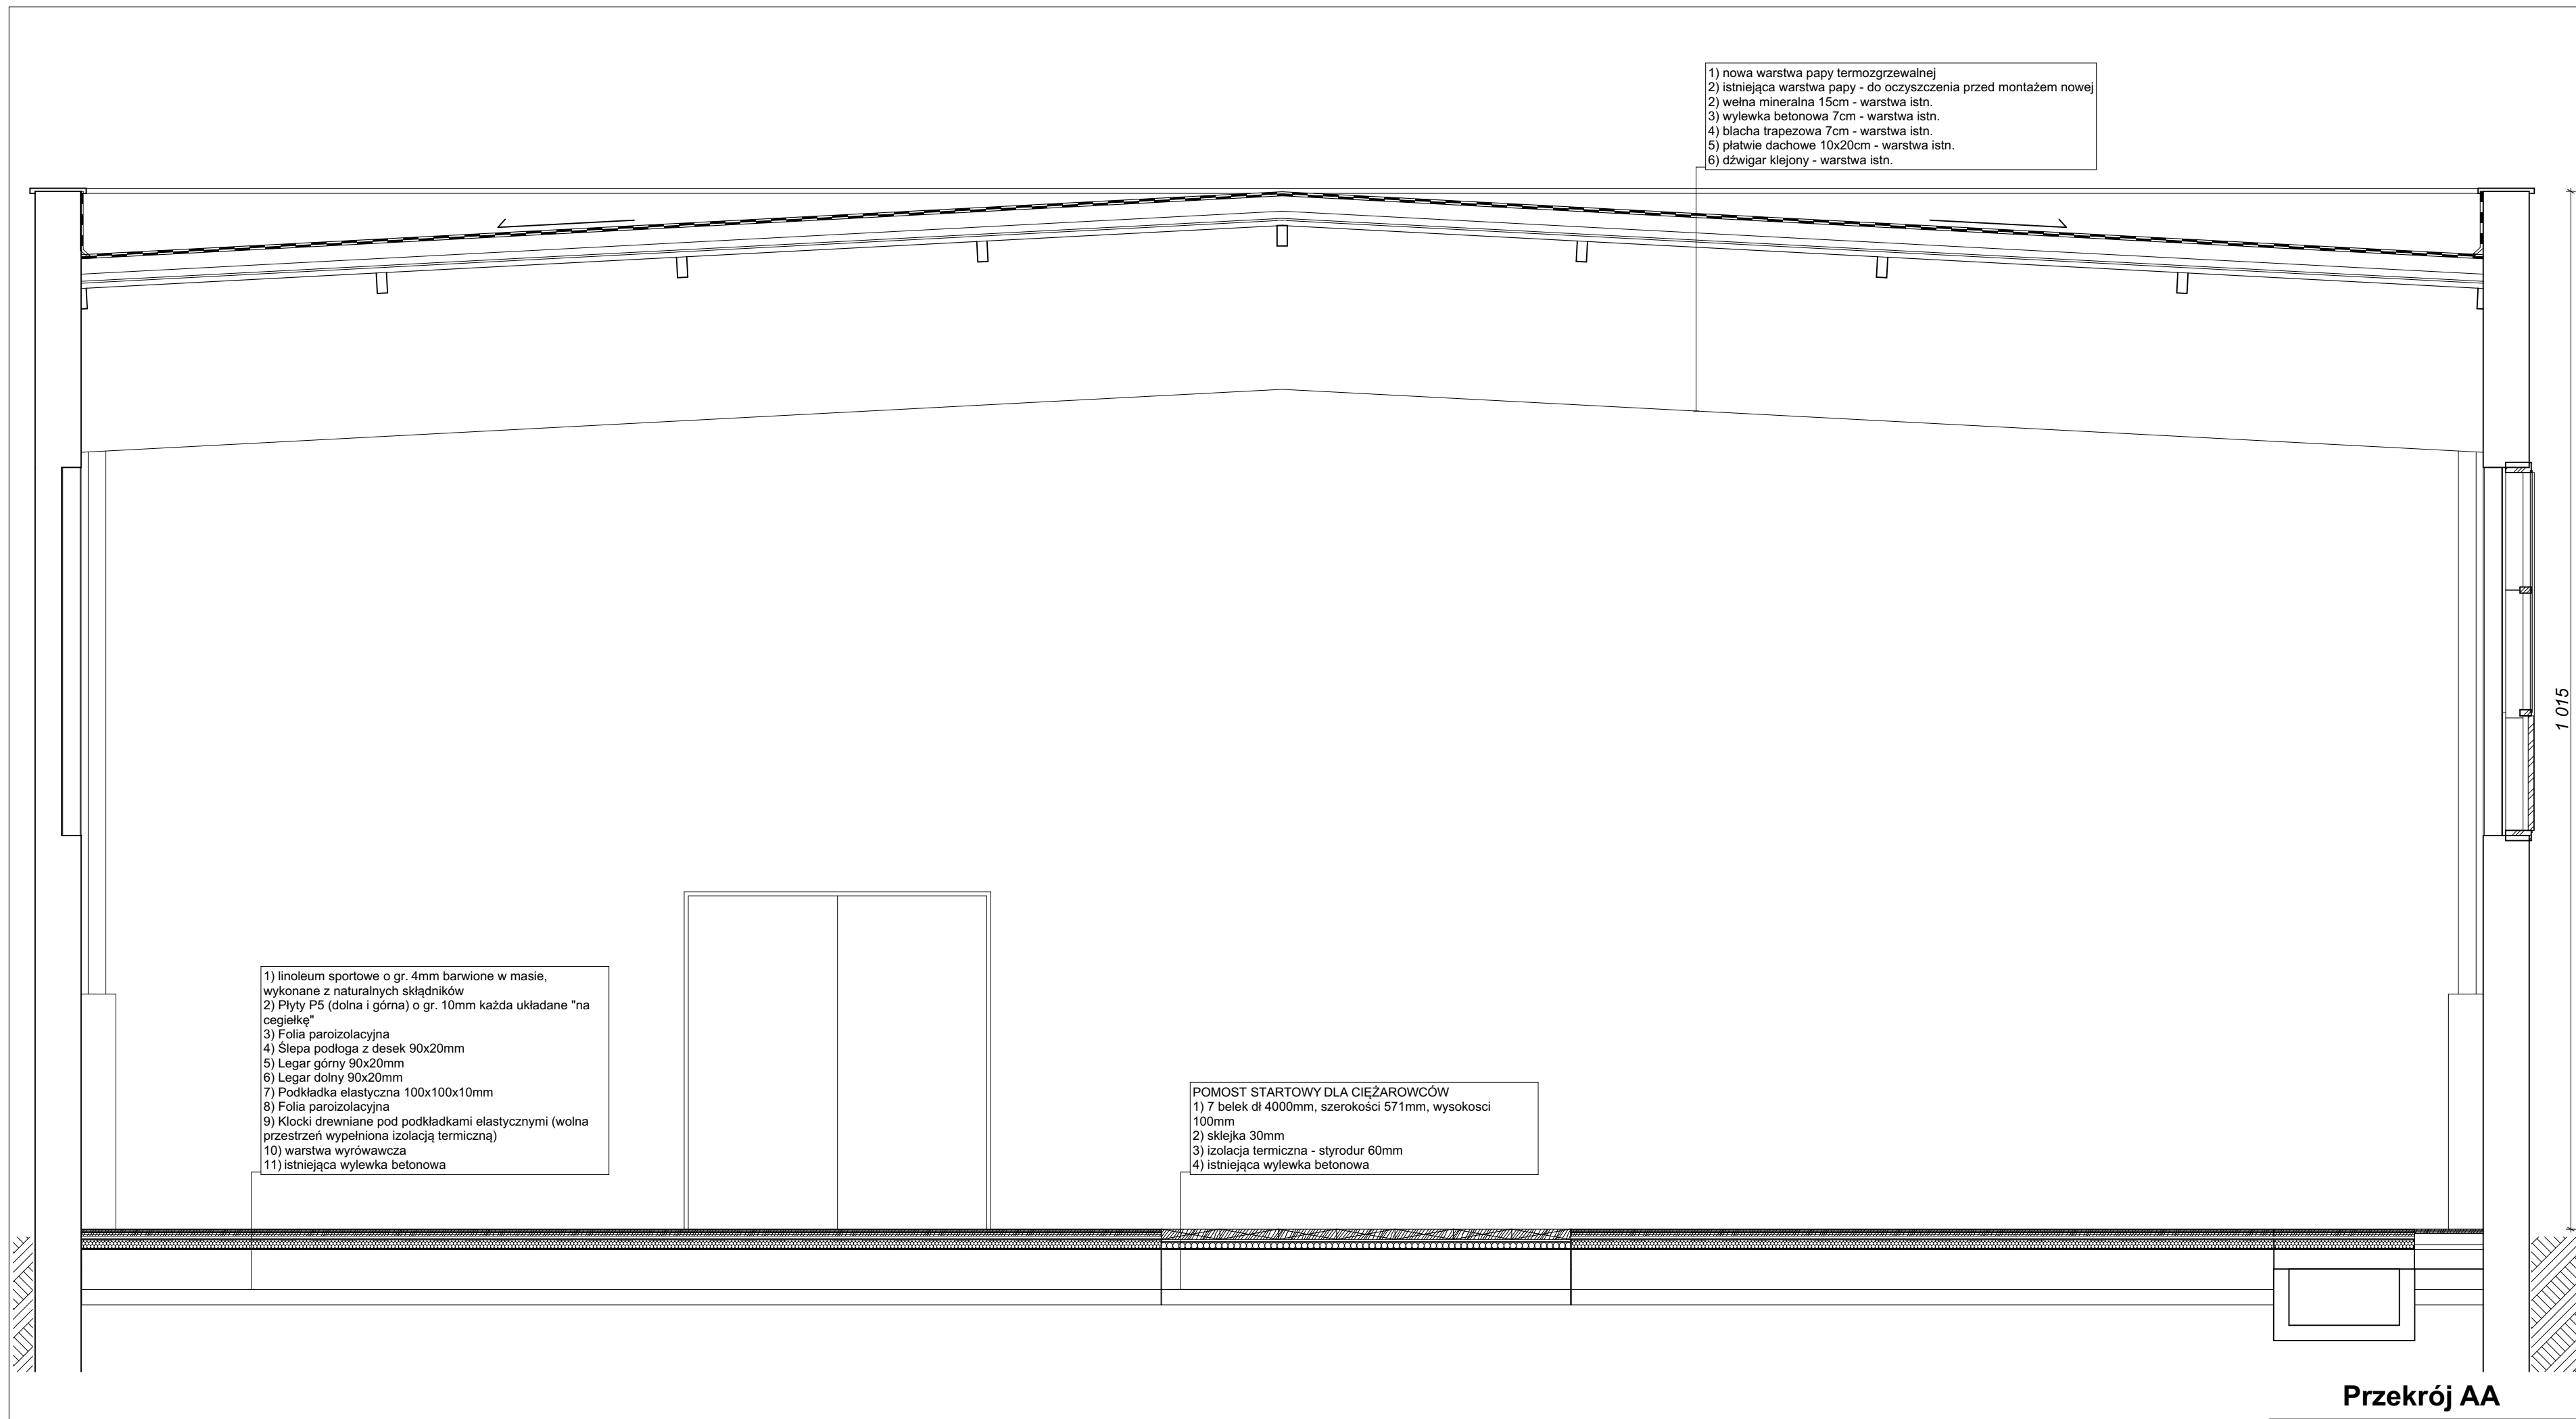 1) nowa warstwa papy termozgrzewalnej
2) istniejąca warstwa papy - do oczyszczenia przed montażem nowej
2) wełna mineralna 15cm - warstwa istn.
3) wylewka betonowa 7cm - warstwa istn.
4) blacha trapezowa 7cm - warstwa istn.
5) płatwie dachowe 10x20cm - warstwa istn.
6) dźwigar klejony - warstwa istn.
1 015
1) linoleum sportowe o gr. 4mm barwione w masie,
wykonane z naturalnych skłądników
2) Płyty P5 (dolna i górna) o gr. 10mm każda układane "na
cegiełkę"
3) Folia paroizolacyjna
4) Ślepa podłoga z desek 90x20mm
5) Legar górny 90x20mm
6) Legar dolny 90x20mm
7) Podkładka elastyczna 100x100x10mm
8) Folia paroizolacyjna
9) Klocki drewniane pod podkładkami elastycznymi (wolna
przestrzeń wypełniona izolacją termiczną)
10) warstwa wyrówawcza
11) istniejąca wylewka betonowa
POMOST STARTOWY DLA CIĘŻAROWCÓW
1) 7 belek dł 4000mm, szerokości 571mm, wysokosci
100mm
2) sklejka 30mm
3) izolacja termiczna - styrodur 60mm
4) istniejąca wylewka betonowa
Przekrój AA